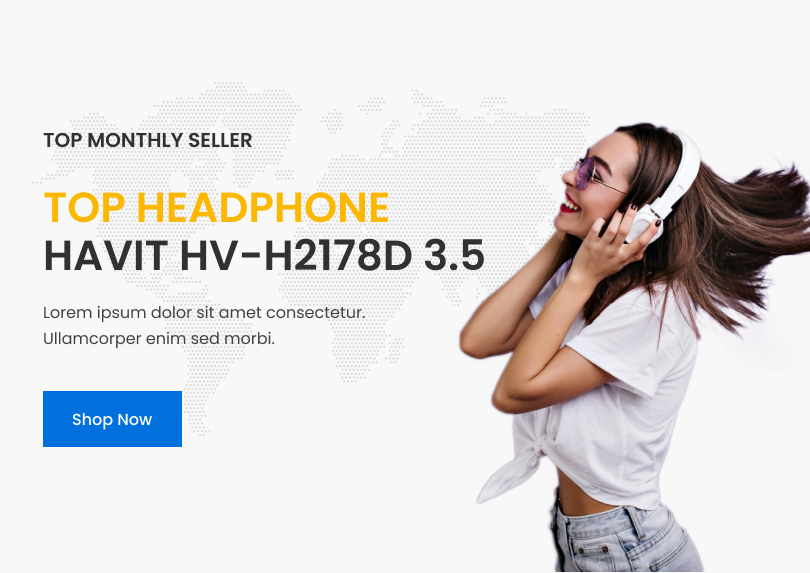 TOP MONTHLY SELLER
TOP HEADPHONE
HAVIT HV-H2178D 3.5
Lorem ipsum dolor sit amet consectetur.
Ullamcorper enim sed morbi.
Shop Now